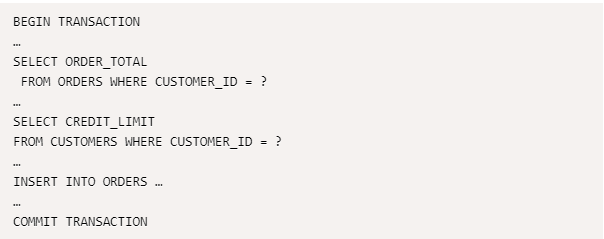 BEGIN TRANSACTION
…
SELECT ORDER_TOTAL
FROM ORDERS WHERE CUSTOMER_ID = ?
…
SELECT CREDIT_LIMIT
FROM CUSTOMERS WHERE CUSTOMER_ID = ?
…
INSERT INTO ORDERS …
…
COMMIT TRANSACTION